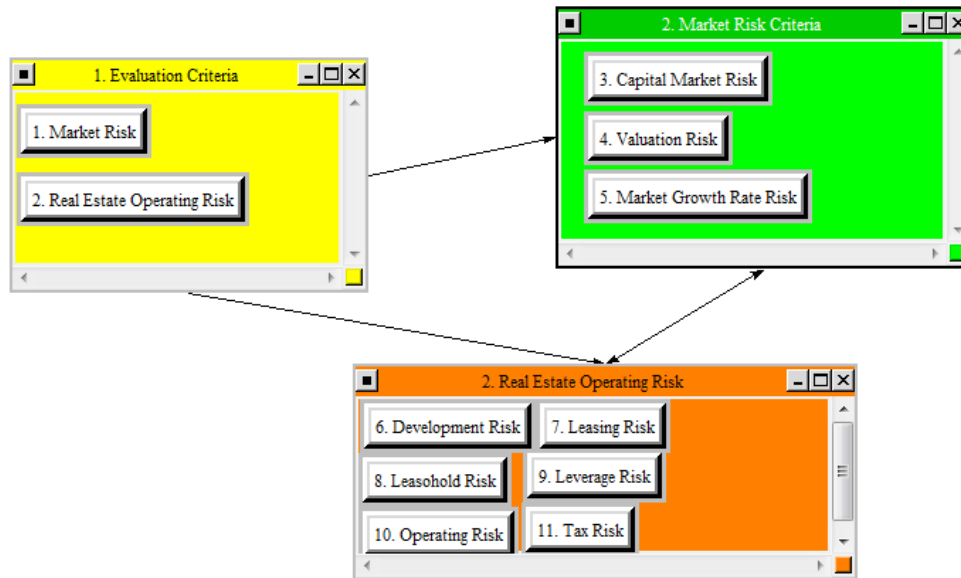 1. Evaluation Criteria
1. Market Risk
2. Real Estate Operating Risk
2. Market Risk Criteria
3. Capital Market Risk
4. Valuation Risk
5. Market Growth Rate Risk
2. Real Estate Operating Risk
6. Development Risk
7. Leasing Risk
8. Leasohold Risk
9. Leverage Risk
10. Operating Risk
11. Tax Risk